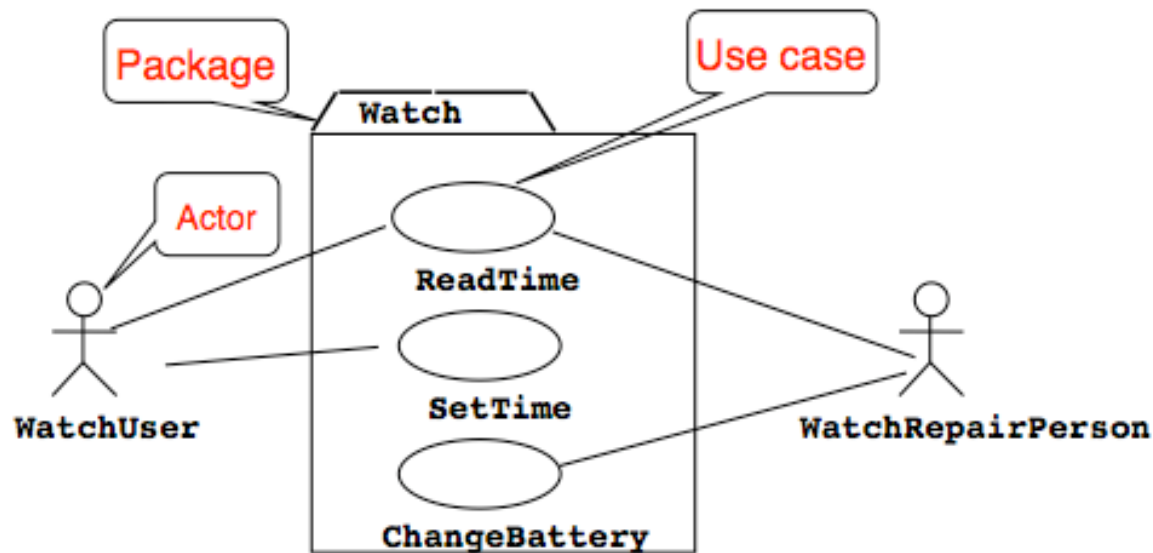 Package
Use case
Watch
Actor
ReadTime
SetTime
WatchUser
WatchRepairPerson
ChangeBattery